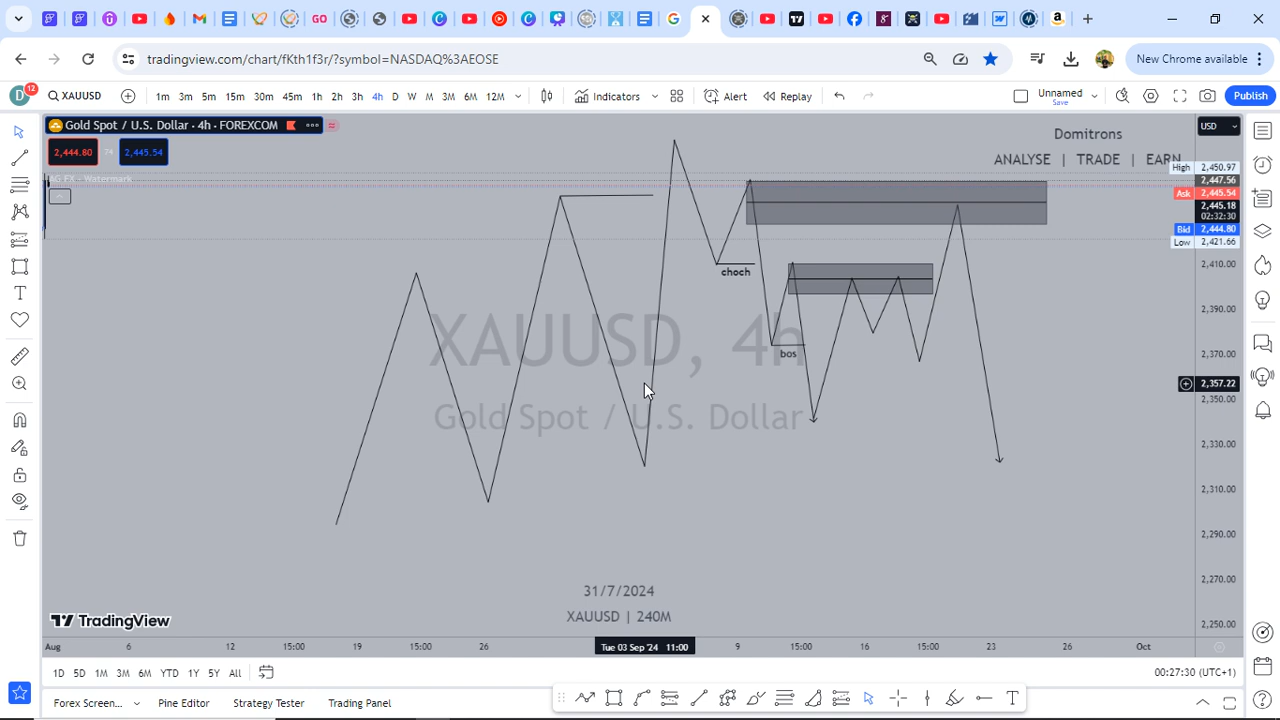 New Chrome available
tradingview.com/chart/fKth1f3r/?symbol=NASDAQ%3AEOSE
D 12 XAUUSD 1m 3m 5m 15m 30m 45m 1h 2h 3h 4h D W M 3M 6M 12M Indicators Alert Replay Unnamed Save Publish
Gold Spot / U.S. Dollar · 4h · FOREXCOM
USD
Domitrons
2,444.80 74 2,445.54
ANALYSE | TRADE | EARN
High 2,450.97
FX - Watermark
2,447.56
Ask 2,445.54
2,445.18
02:32:30
Bid 2,444.80
Low 2,421.66
2,410.00
choch
2,390.00
XAUUSD, 4h
bos
2,370.00
2,357.22
2,350.00
Gold Spot / U.S. Dollar
2,330.00
2,310.00
2,290.00
2,270.00
31/7/2024
XAUUSD | 240M
TradingView
2,250.00
Aug 6 12 15:00 15:00 26 Tue 03 Sep '24 11:00 9 15:00 16 15:00 23 26 Oct
1D 5D 1M 3M 6M YTD 1Y 5Y All
00:27:30 (UTC+1)
Forex Screen... Pine Editor Strategy Tester Trading Panel